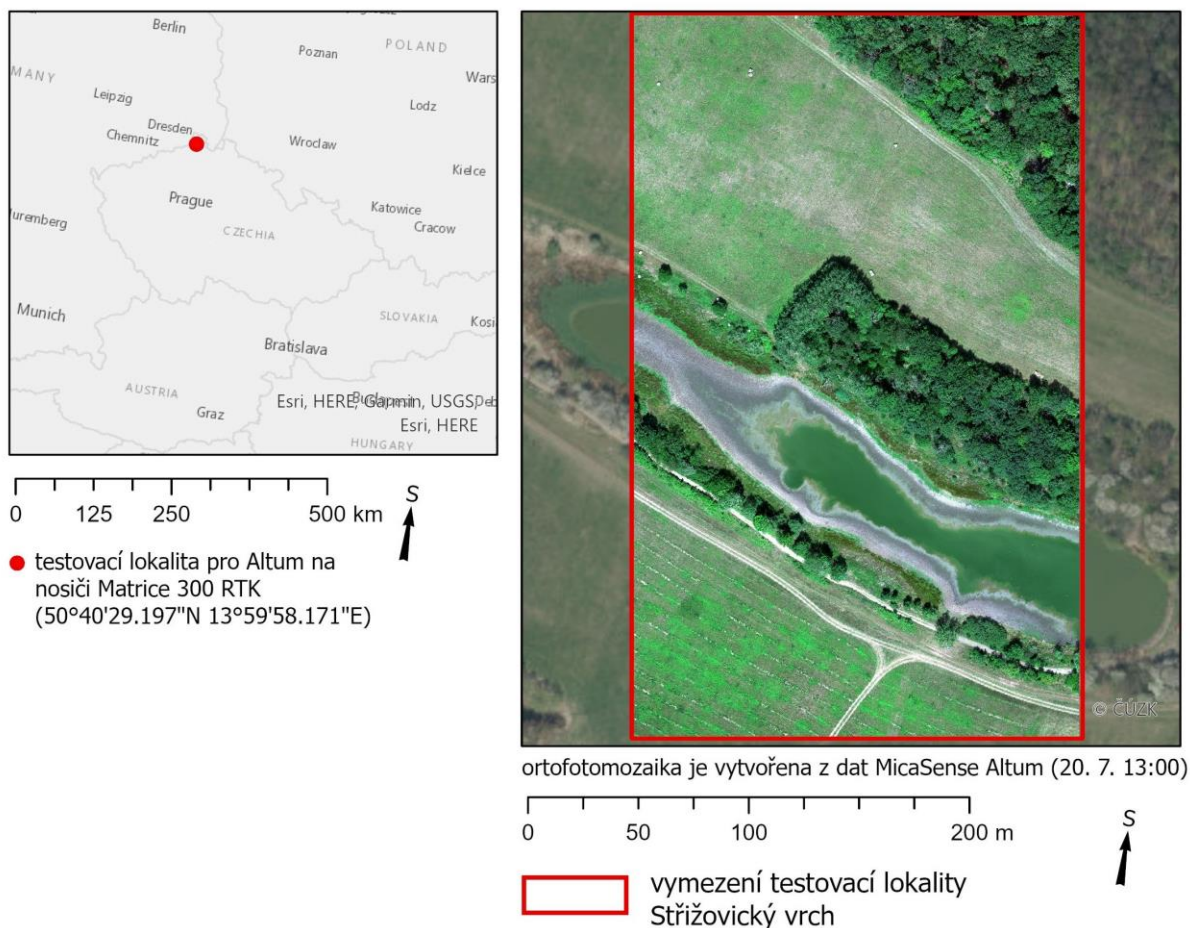 Berlin
Poznan
POLAND
MANY
Wars
Leipzig
Lodz
Dresden
Chemnitz
Wroclaw
Kielce
Prague
Katowice
Cracow
uremberg
CZECHIA
Munich
SLOVAKIA
Kosi
Bratislava
AUSTRIA
Graz
Budapest
Deb
Esri, HERE, Garmin, USGS,
Esri, HERE
HUNGARY
0 125 250 500 km
S
testovací lokalita pro Altum na
nosiči Matrice 300 RTK
(50°40'29.197"N 13°59'58.171"E)
© ČÚZK
ortofotomozaika je vytvořena z dat MicaSense Altum (20. 7. 13:00)
0 50 100 200 m
S
vymezení testovací lokality
Střižovický vrch